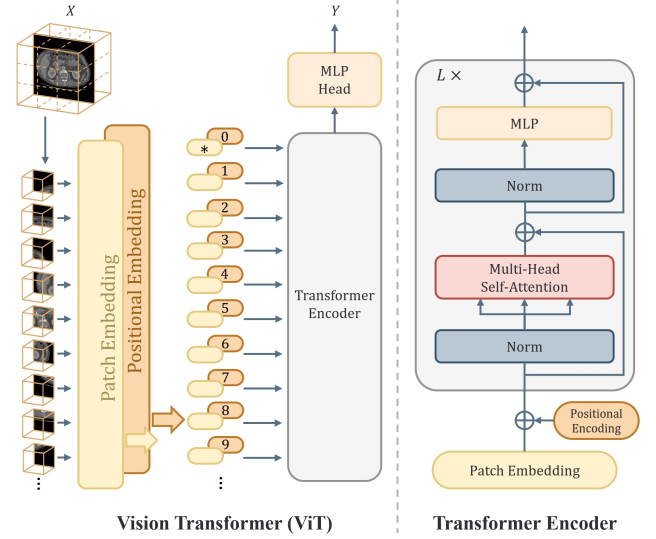 X
Y
MLP
Head
Patch Embedding
Positional Embedding
0
*
1
2
3
4
5
6
7
8
9
⋮
⋮
Transformer
Encoder
Vision Transformer (ViT)
L ×
MLP
Norm
Multi-Head
Self-Attention
Norm
Positional
Encoding
Patch Embedding
Transformer Encoder